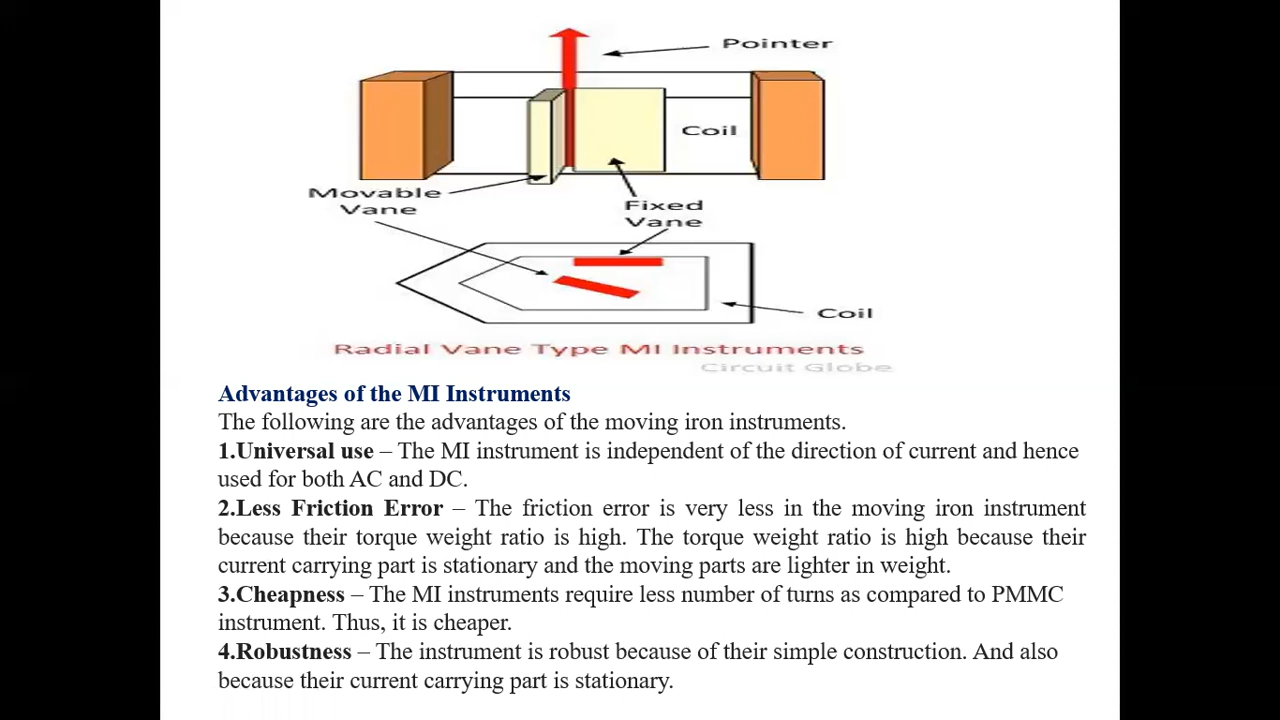 Pointer
Coil
Movable
Vane
Fixed
Vane
Coil
Radial Vane Type MI Instruments
Circuit Globe
Advantages of the MI Instruments
The following are the advantages of the moving iron instruments.
1.Universal use – The MI instrument is independent of the direction of current and hence
used for both AC and DC.
2.Less Friction Error – The friction error is very less in the moving iron instrument
because their torque weight ratio is high. The torque weight ratio is high because their
current carrying part is stationary and the moving parts are lighter in weight.
3.Cheapness – The MI instruments require less number of turns as compared to PMMC
instrument. Thus, it is cheaper.
4.Robustness – The instrument is robust because of their simple construction. And also
because their current carrying part is stationary.